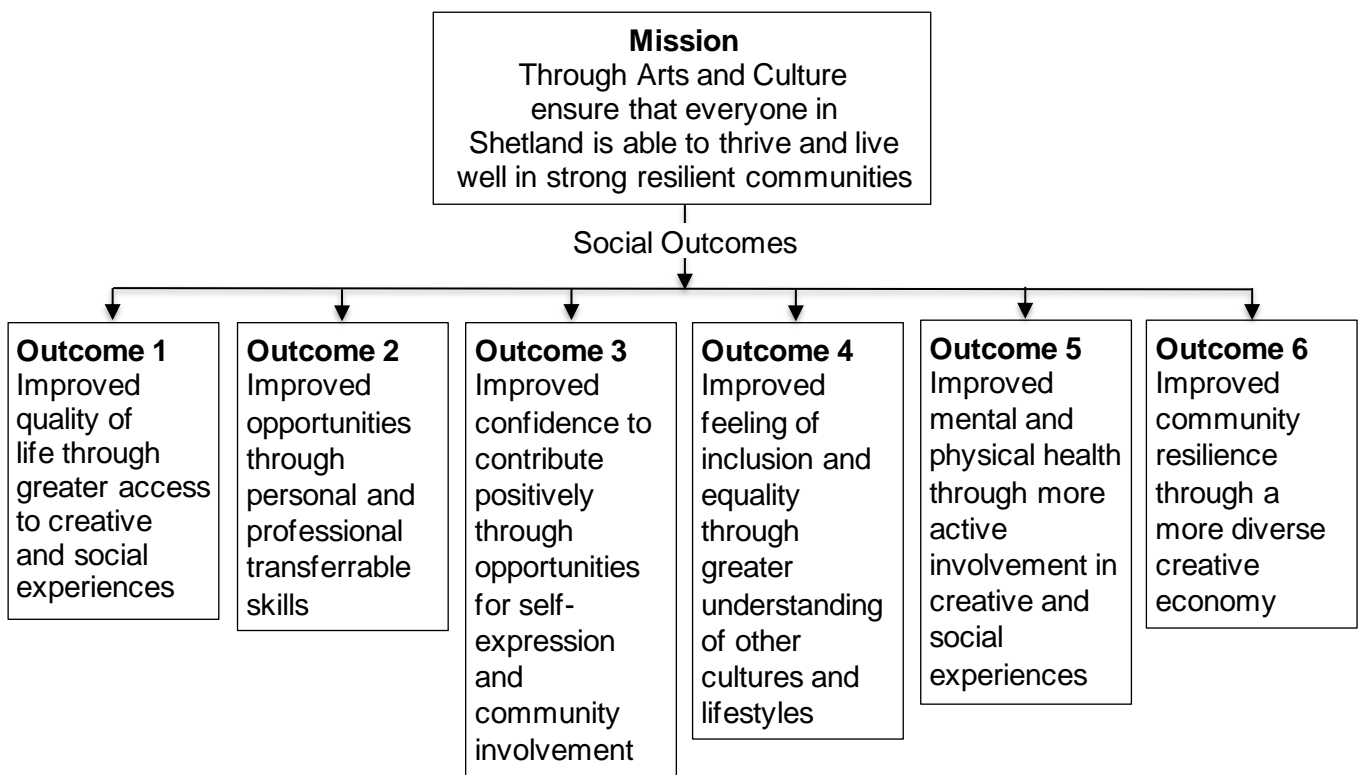 Mission
Through Arts and Culture
ensure that everyone in
Shetland is able to thrive and live
well in strong resilient communities
Social Outcomes
Outcome 1
Improved
quality of
life through
greater access
to creative
and social
experiences
Outcome 2
Improved
opportunities
through
personal and
professional
transferrable
skills
Outcome 3
Improved
confidence to
contribute
positively
through
opportunities
for self-
expression
and
community
involvement
Outcome 4
Improved
feeling of
inclusion and
equality
through
greater
understanding
of other
cultures and
lifestyles
Outcome 5
Improved
mental and
physical health
through more
active
involvement in
creative and
social
experiences
Outcome 6
Improved
community
resilience
through a
more diverse
creative
economy